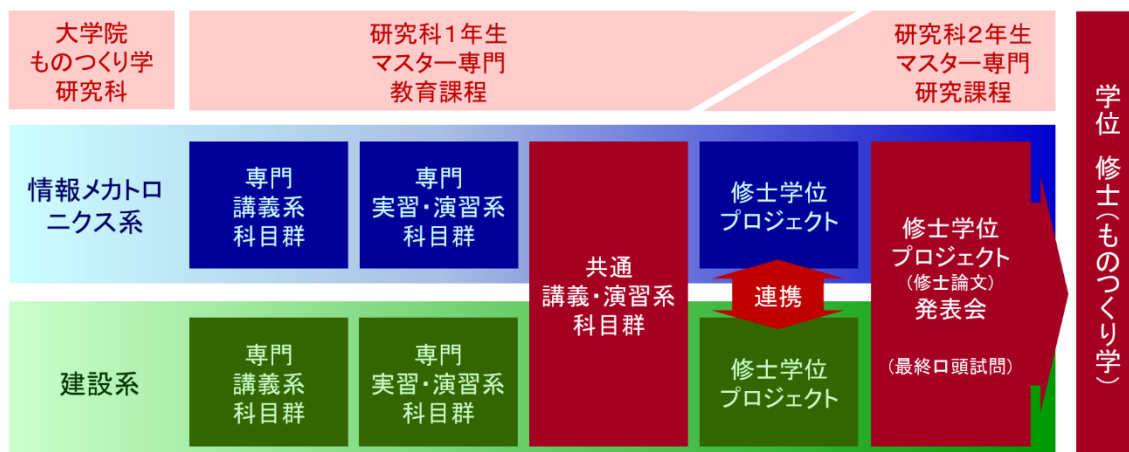 大学院
ものつくり学
研究科
研究科１年生
マスター専門
教育課程
研究科２年生
マスター専門
研究課程
学位 修士（ものつくり学）
情報メカトロ
ニクス系
専門
講義系
科目群
専門
実習・演習系
科目群
共通
講義・演習系
科目群
修士学位
プロジェクト
連携
修士学位
プロジェクト
（修士論文）
発表会
（最終口頭試問）
建設系
専門
講義系
科目群
専門
実習・演習系
科目群
修士学位
プロジェクト